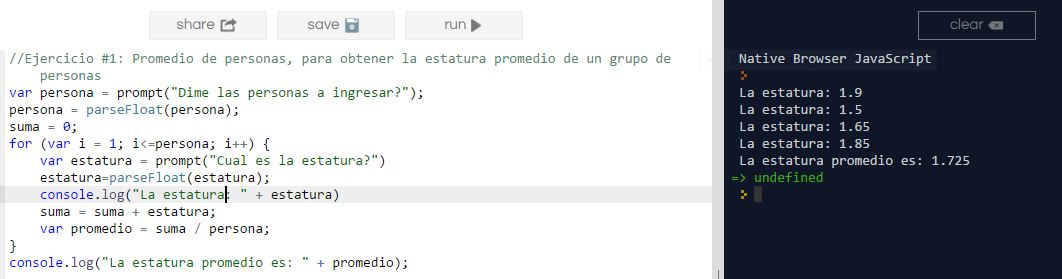 share
save
run
clear
//Ejercicio #1: Promedio de personas, para obtener la estatura promedio de un grupo de
personas
var persona = prompt("Dime las personas a ingresar?");
persona = parseFloat(persona);
suma = 0;
for (var i = 1; i<=persona; i++) {
    var estatura = prompt("Cual es la estatura?")
    estatura=parseFloat(estatura);
    console.log("La estatura: " + estatura)
    suma = suma + estatura;
    var promedio = suma / persona;
}
console.log("La estatura promedio es: " + promedio);
Native Browser JavaScript
>
La estatura: 1.9
La estatura: 1.5
La estatura: 1.65
La estatura: 1.85
La estatura promedio es: 1.725
=> undefined
>